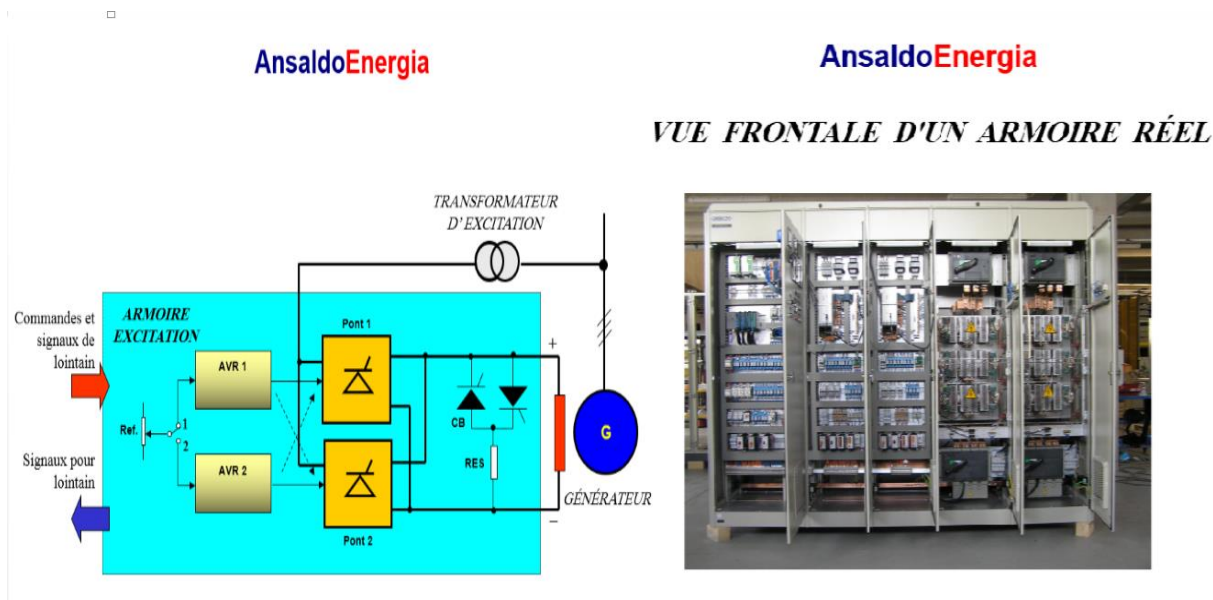 AnsaldoEnergia
TRANSFORMATEUR
D' EXCITATION
Commandes et
signaux de
lointain
ARMOIRE
EXCITATION
Pont 1
AVR 1
+
Ref.
1
2
CB
G
AVR 2
RES
Signaux pour
lointain
GÉNÉRATEUR
–
Pont 2
AnsaldoEnergia
VUE FRONTALE D'UN ARMOIRE RÉEL